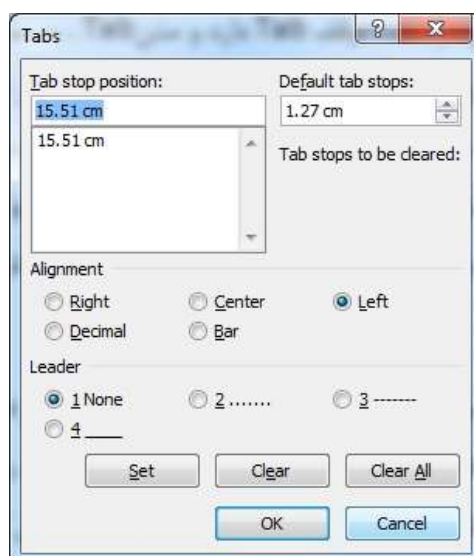 Tabs
Tab stop position:
Default tab stops:
15.51 cm
1.27 cm
15.51 cm
Tab stops to be cleared:
Alignment
Right
Center
Left
Decimal
Bar
Leader
1 None
2 .......
3 -------
4 ____
Set
Clear
Clear All
OK
Cancel